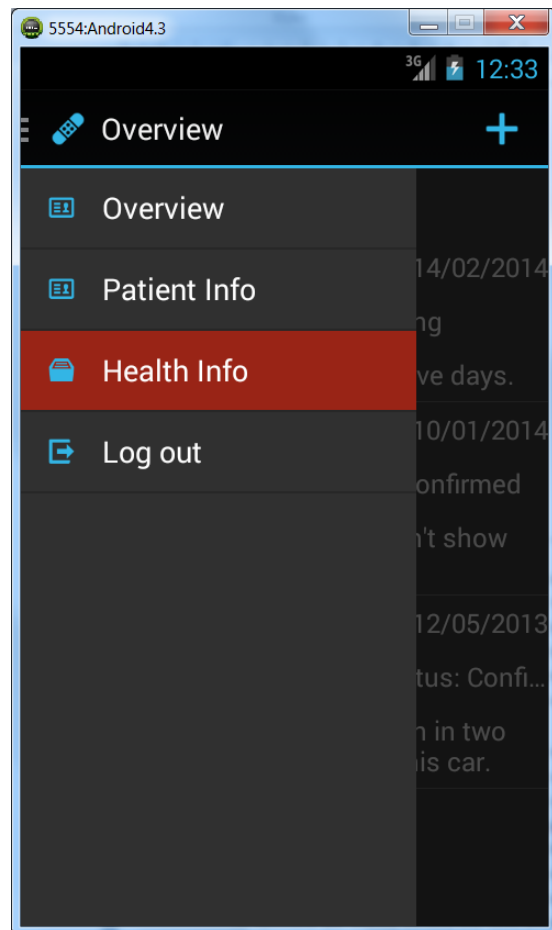 5554:Android4.3
3G 12:33
Overview
Overview
14/02/2014
Patient Info
ve days.
Health Info
10/01/2014
onfirmed
Log out
't show
12/05/2013
tus: Confi...
in two
is car.